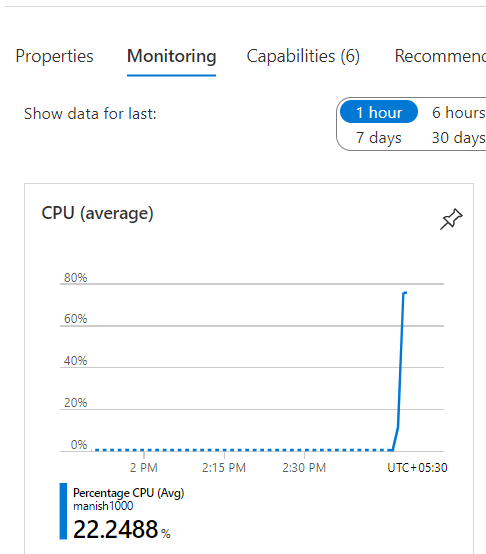 Properties Monitoring Capabilities (6) Recommenc
Show data for last: 1 hour 6 hours
7 days 30 days
CPU (average)
80%
60%
40%
20%
0%
2 PM 2:15 PM 2:30 PM UTC+05:30
Percentage CPU (Avg)
manish1000
22.2488 %